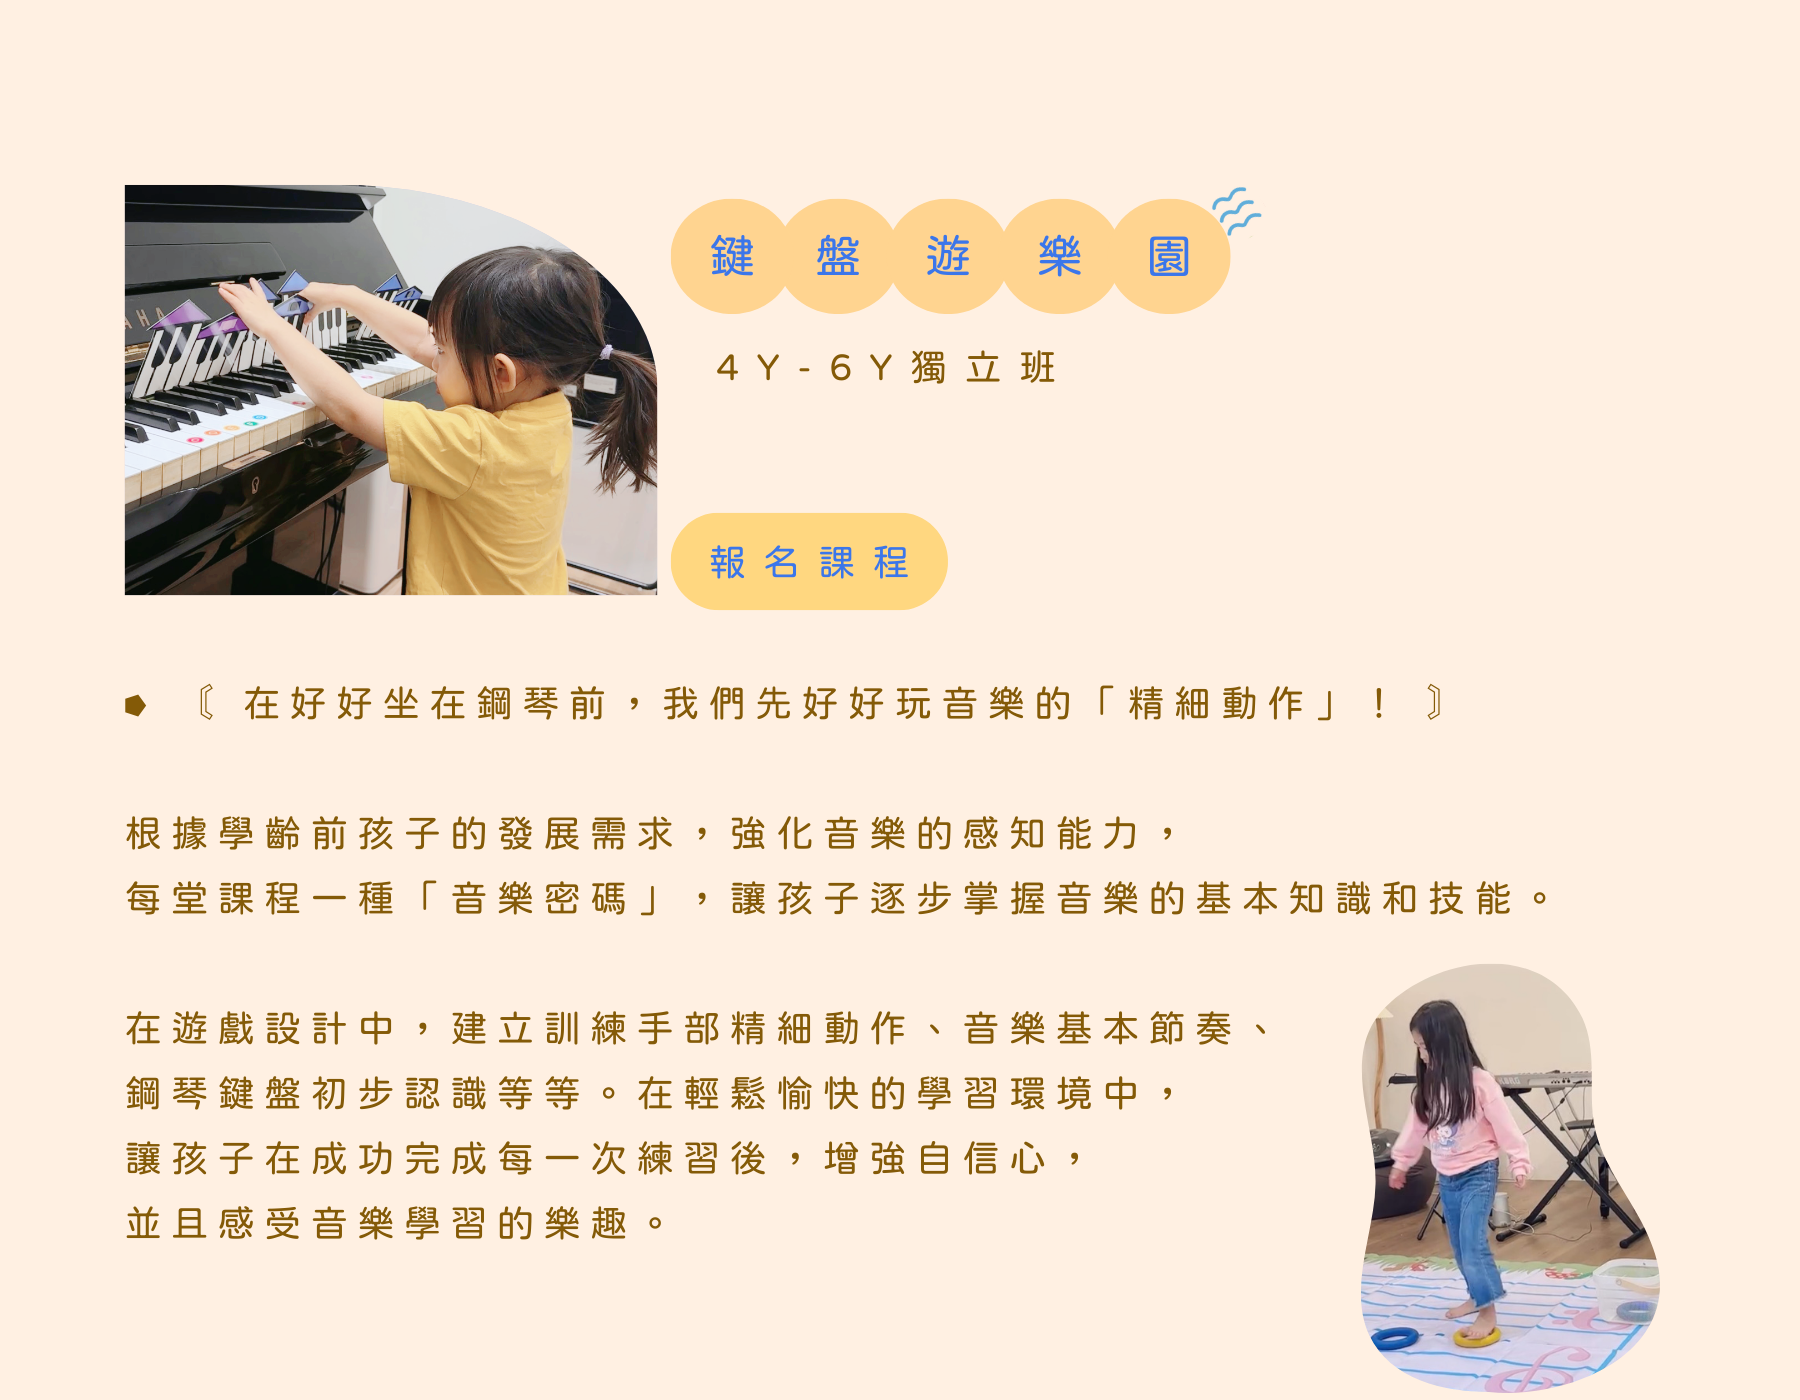 鍵盤遊樂園
4Y-6Y獨立班
報名課程
〖在好好坐在鋼琴前，我們先好好玩音樂的「精細動作」！〗
根據學齡前孩子的發展需求，強化音樂的感知能力，
每堂課程一種「音樂密碼」，讓孩子逐步掌握音樂的基本知識和技能。
在遊戲設計中，建立訓練手部精細動作、音樂基本節奏、
鋼琴鍵盤初步認識等等。在輕鬆愉快的學習環境中，
讓孩子在成功完成每一次練習後，增強自信心，
並且感受音樂學習的樂趣。